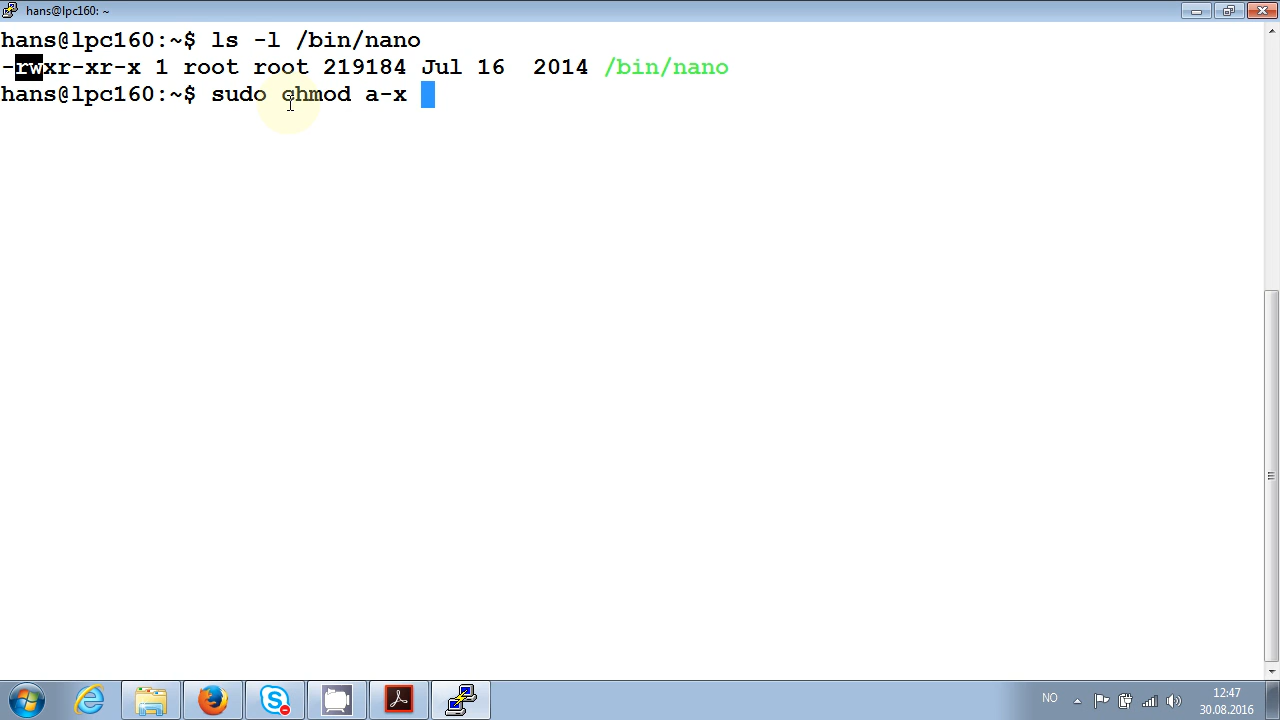 hans@lpc160: ~
hans@lpc160:~$ ls -l /bin/nano
-rwxr-xr-x 1 root root 219184 Jul 16  2014 /bin/nano
hans@lpc160:~$ sudo chmod a-x
NO
12:47
30.08.2016